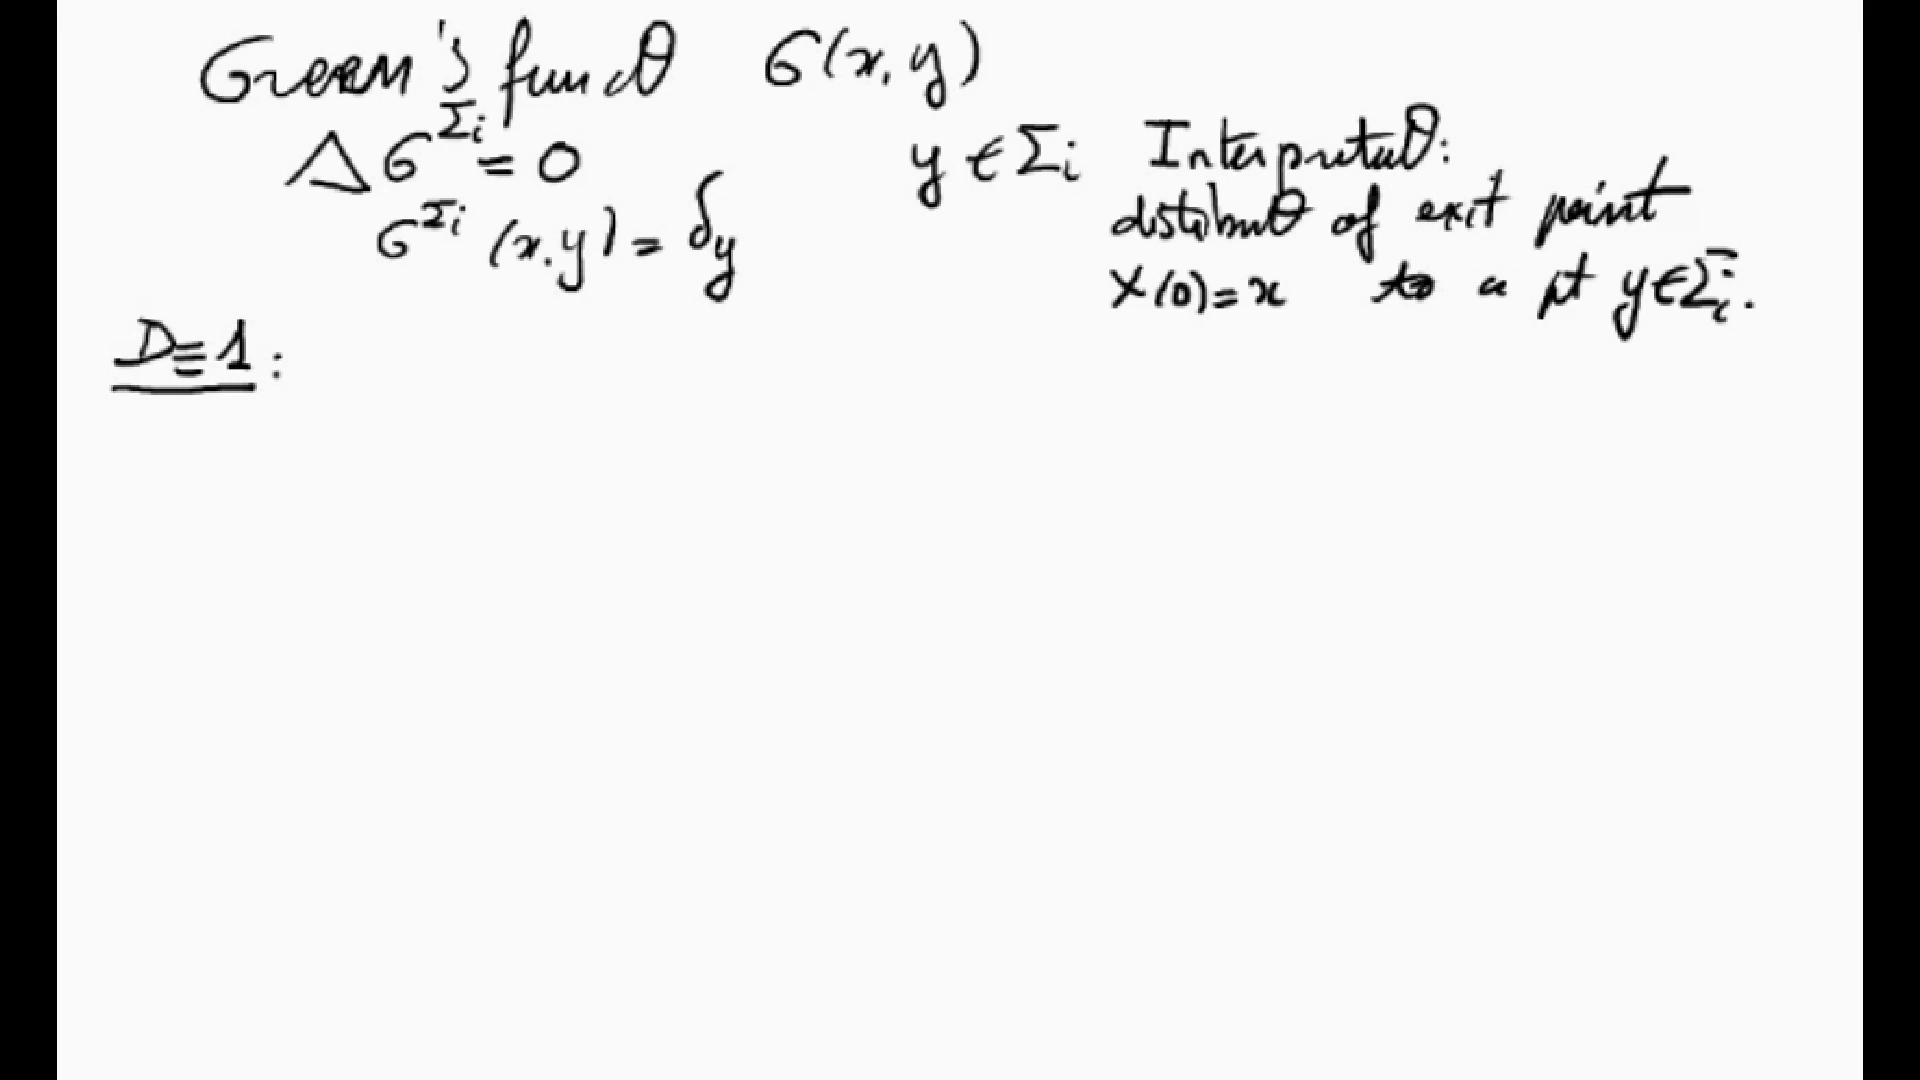 Green's functθ G(x,y)
ΔG^Σi = 0 y ∈ Σi Interpretatθ:
G^Σi (x,y) = δy distributθ of exit point
X(0)=x to a pt y∈Σi.
D≡1: